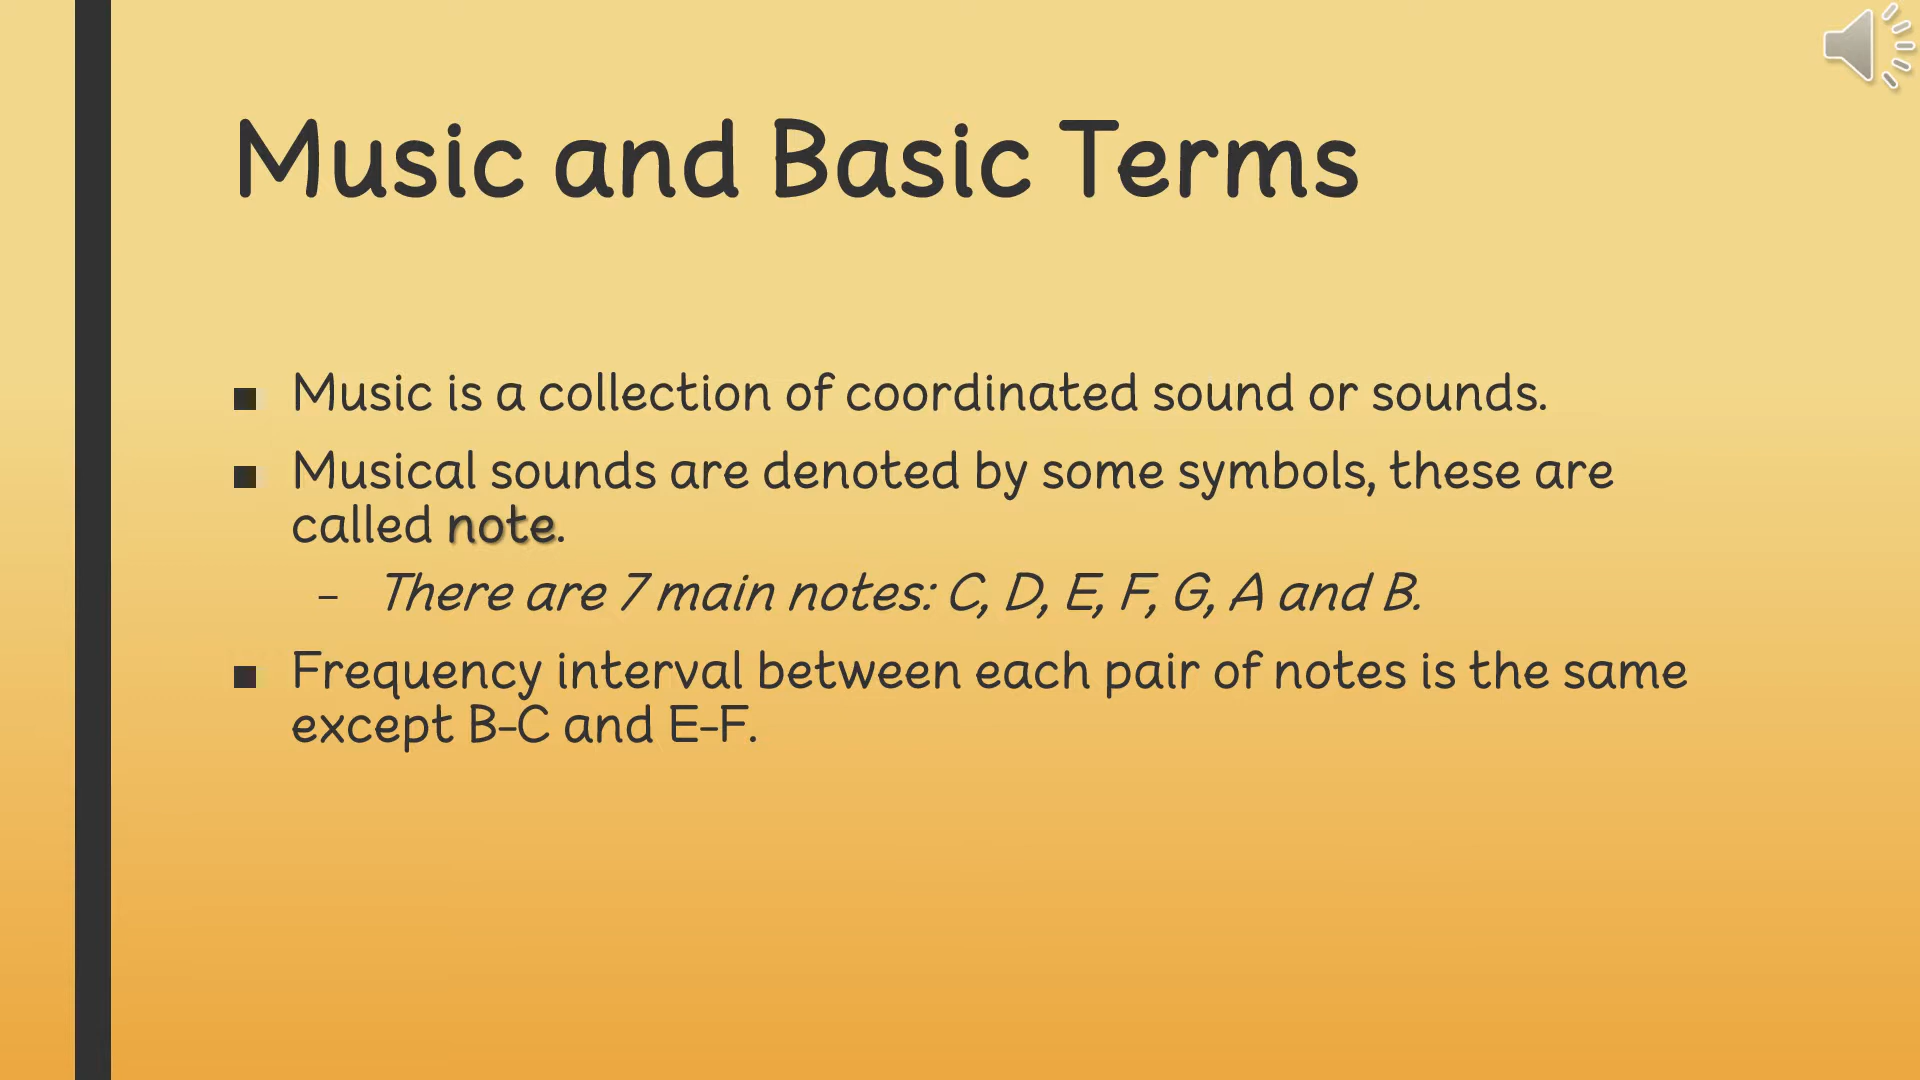 Music and Basic Terms
■ Music is a collection of coordinated sound or sounds.
■ Musical sounds are denoted by some symbols, these are
called note.
– There are 7 main notes: C, D, E, F, G, A and B.
■ Frequency interval between each pair of notes is the same
except B-C and E-F.